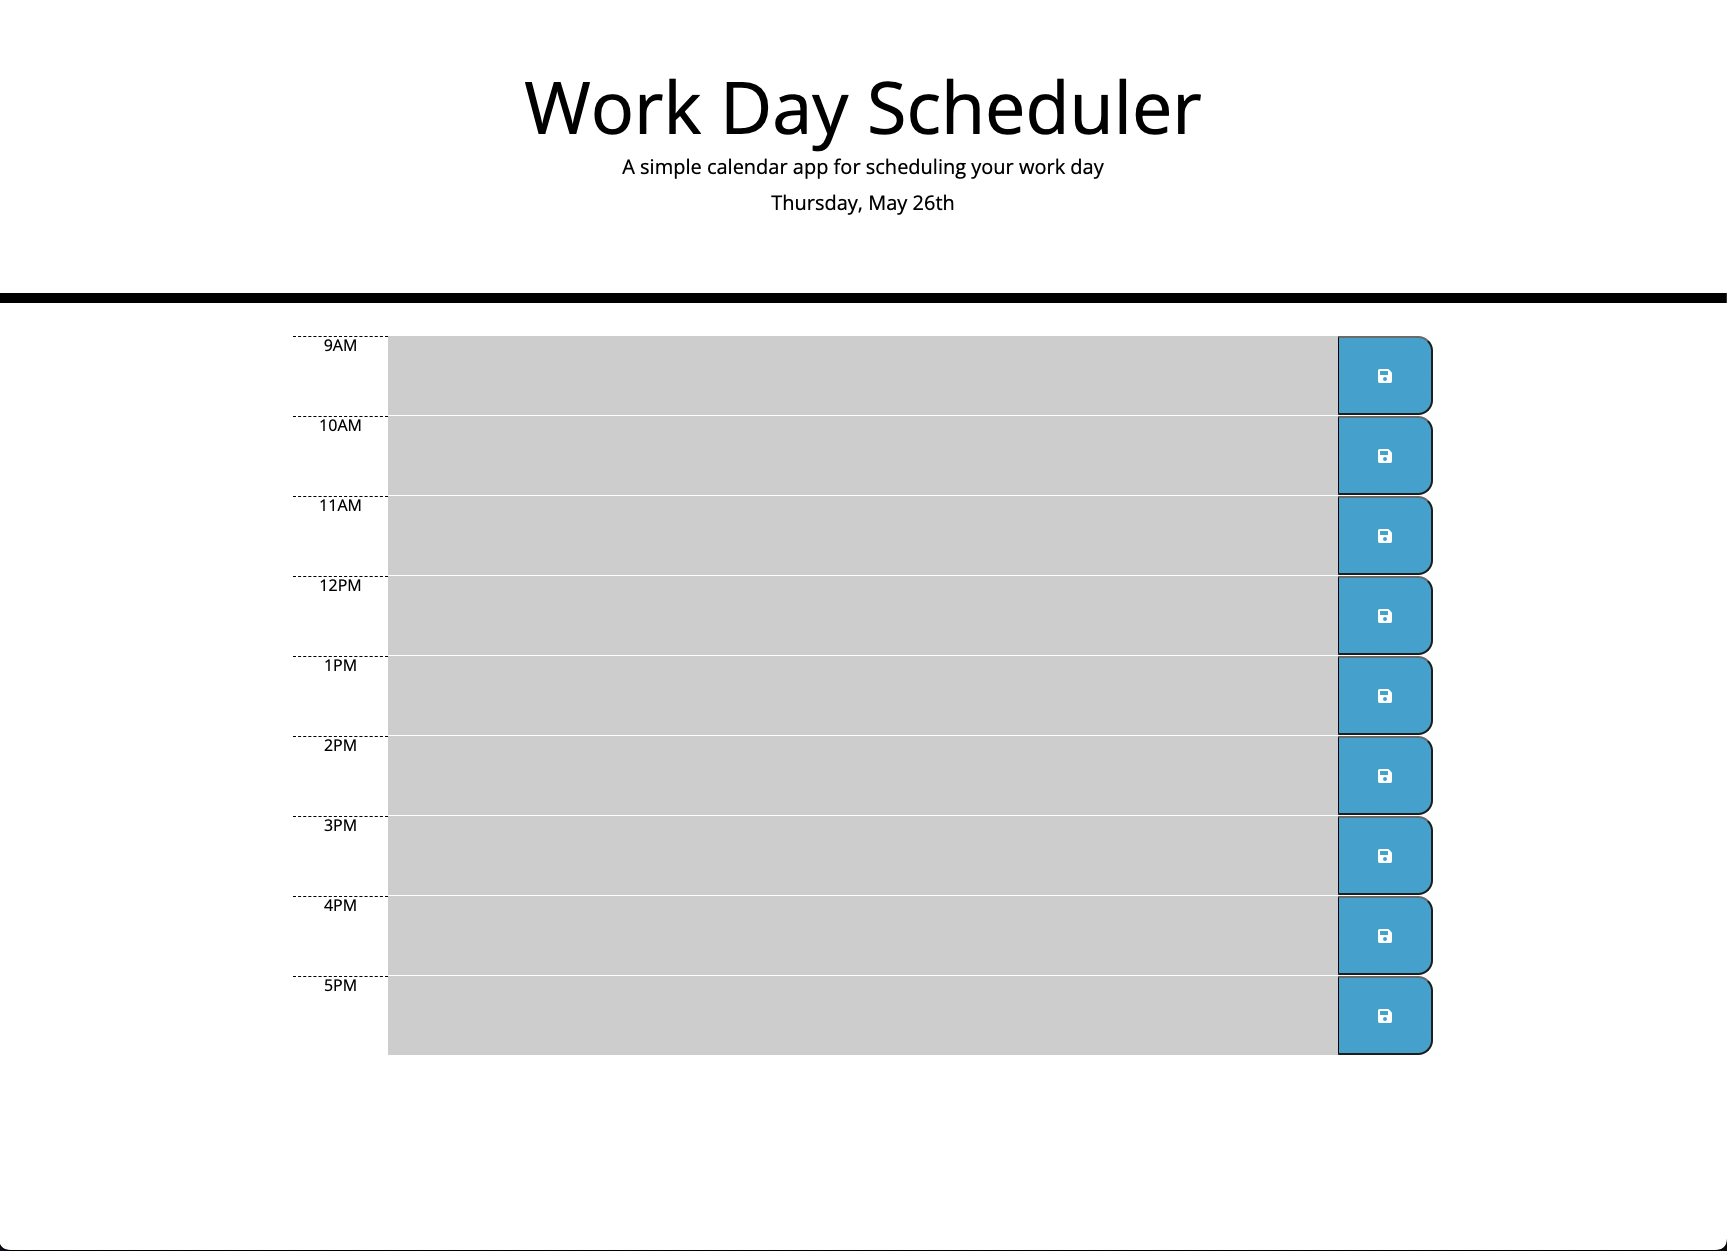 Work Day Scheduler
A simple calendar app for scheduling your work day
Thursday, May 26th
9AM
10AM
11AM
12PM
1PM
2PM
3PM
4PM
5PM